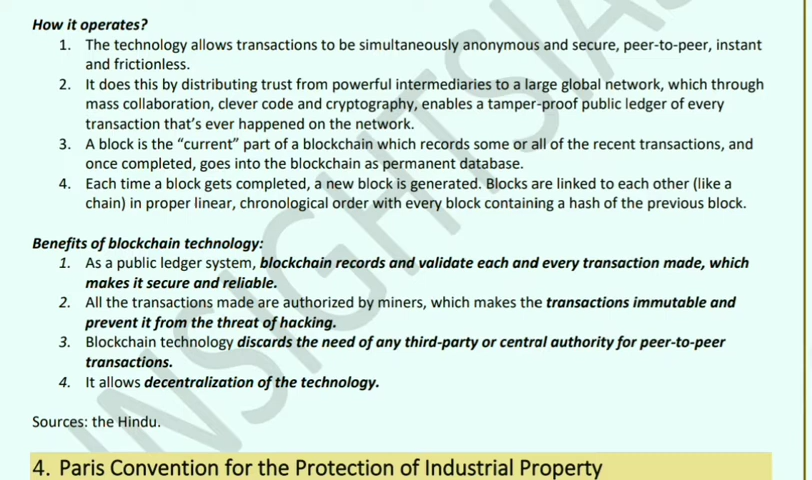 How it operates?
1. The technology allows transactions to be simultaneously anonymous and secure, peer-to-peer, instant
and frictionless.
2. It does this by distributing trust from powerful intermediaries to a large global network, which through
mass collaboration, clever code and cryptography, enables a tamper-proof public ledger of every
transaction that's ever happened on the network.
3. A block is the "current" part of a blockchain which records some or all of the recent transactions, and
once completed, goes into the blockchain as permanent database.
4. Each time a block gets completed, a new block is generated. Blocks are linked to each other (like a
chain) in proper linear, chronological order with every block containing a hash of the previous block.
Benefits of blockchain technology:
1. As a public ledger system, blockchain records and validate each and every transaction made, which
makes it secure and reliable.
2. All the transactions made are authorized by miners, which makes the transactions immutable and
prevent it from the threat of hacking.
3. Blockchain technology discards the need of any third-party or central authority for peer-to-peer
transactions.
4. It allows decentralization of the technology.
Sources: the Hindu.
4. Paris Convention for the Protection of Industrial Property
INSIGHTSIAS